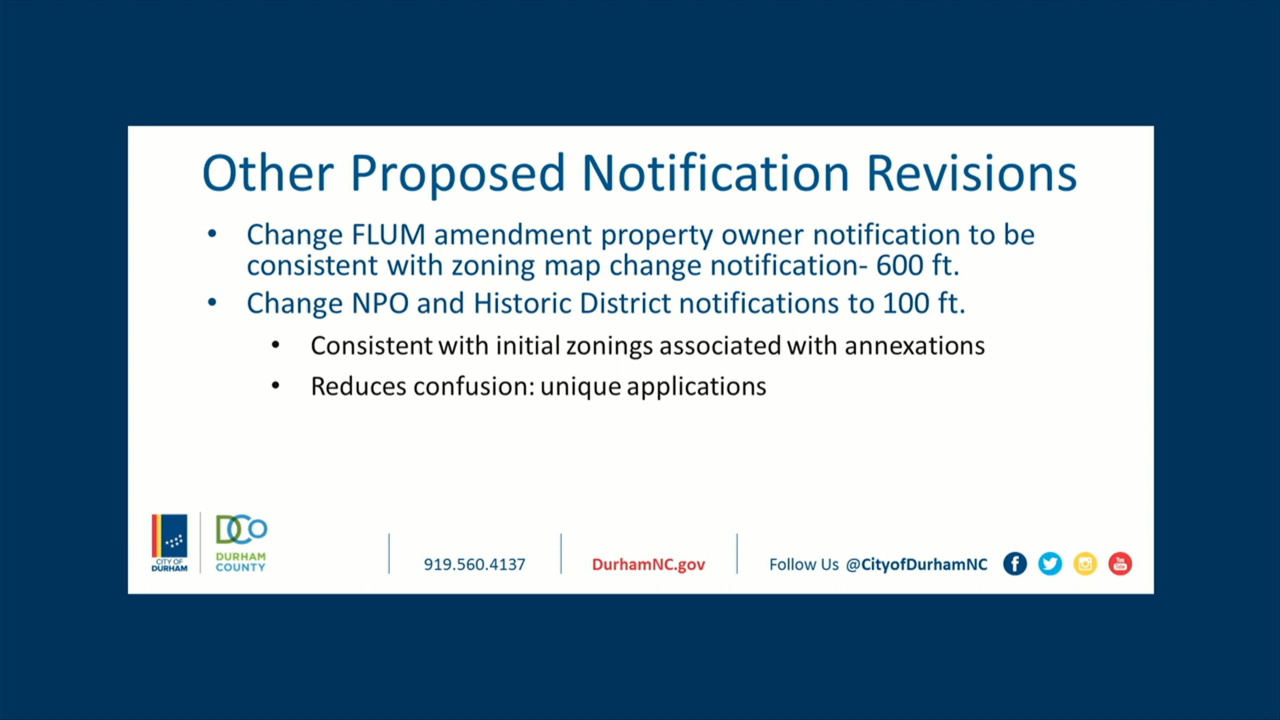 Other Proposed Notification Revisions
• Change FLUM amendment property owner notification to be
consistent with zoning map change notification- 600 ft.
• Change NPO and Historic District notifications to 100 ft.
• Consistent with initial zonings associated with annexations
• Reduces confusion: unique applications
CITY OF
DURHAM
DCo
DURHAM
COUNTY
919.560.4137
DurhamNC.gov
Follow Us @CityofDurhamNC